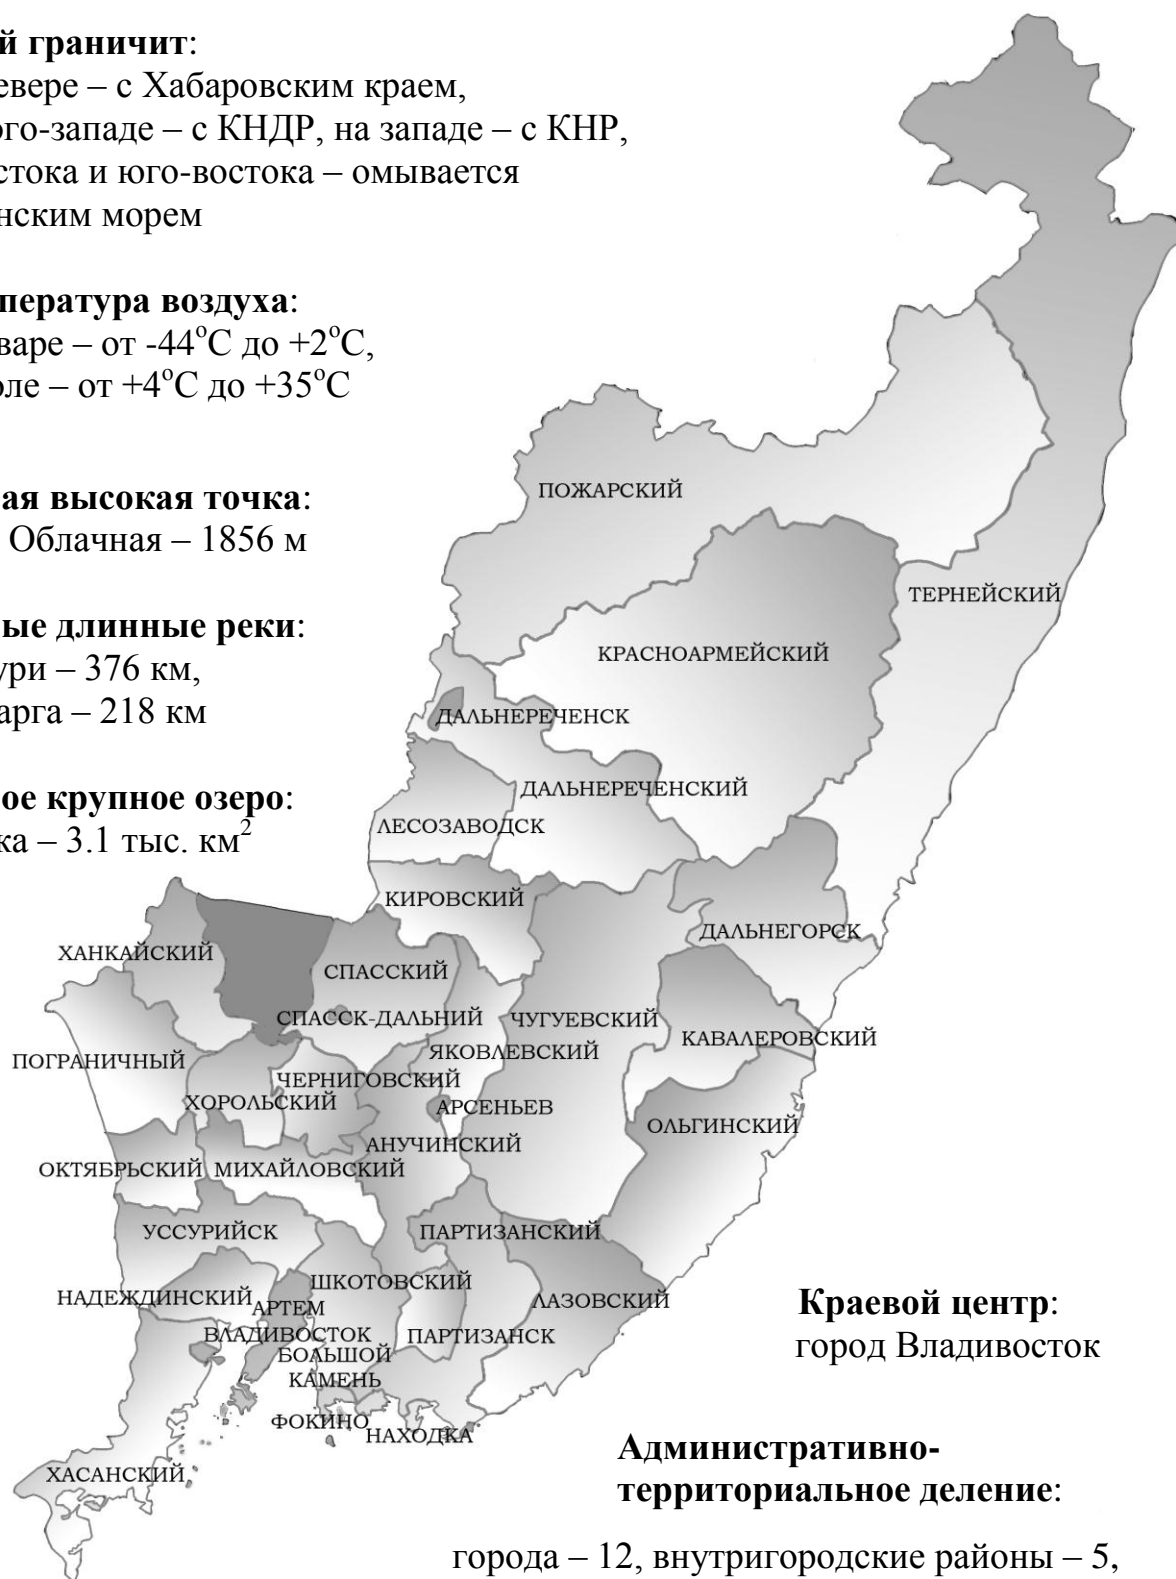 й граничит:
евере – с Хабаровским краем,
ого-западе – с КНДР, на западе – с КНР,
стока и юго-востока – омывается
нским морем
пература воздуха:
варе – от -44°С до +2°С,
оле – от +4°С до +35°С
ая высокая точка:
Облачная – 1856 м
ые длинные реки:
ури – 376 км,
арга – 218 км
ое крупное озеро:
ка – 3.1 тыс. км²
ПОЖАРСКИЙ
ТЕРНЕЙСКИЙ
КРАСНОАРМЕЙСКИЙ
ДАЛЬНЕРЕЧЕНСК
ДАЛЬНЕРЕЧЕНСКИЙ
ЛЕСОЗАВОДСК
КИРОВСКИЙ
ДАЛЬНЕГОРСК
ХАНКАЙСКИЙ
СПАССКИЙ
СПАССК-ДАЛЬНИЙ
ЧУГУЕВСКИЙ
КАВАЛЕРОВСКИЙ
ПОГРАНИЧНЫЙ
ЯКОВЛЕВСКИЙ
ЧЕРНИГОВСКИЙ
ХОРОЛЬСКИЙ
АРСЕНЬЕВ
ОЛЬГИНСКИЙ
АНУЧИНСКИЙ
ОКТЯБРЬСКИЙ
МИХАЙЛОВСКИЙ
УССУРИЙСК
ПАРТИЗАНСКИЙ
ШКОТОВСКИЙ
НАДЕЖДИНСКИЙ
АРТЕМ
ЛАЗОВСКИЙ
ВЛАДИВОСТОК
ПАРТИЗАНСК
БОЛЬШОЙ
КАМЕНЬ
ФОКИНО
НАХОДКА
ХАСАНСКИЙ
Краевой центр:
город Владивосток
Административно-
территориальное деление:
города – 12, внутригородские районы – 5,